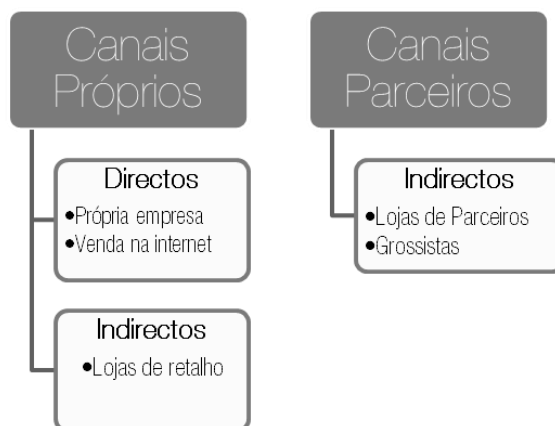 Canais
Próprios
Directos
•Própria empresa
•Venda na internet
Indirectos
•Lojas de retalho
Canais
Parceiros
Indirectos
•Lojas de Parceiros
•Grossistas